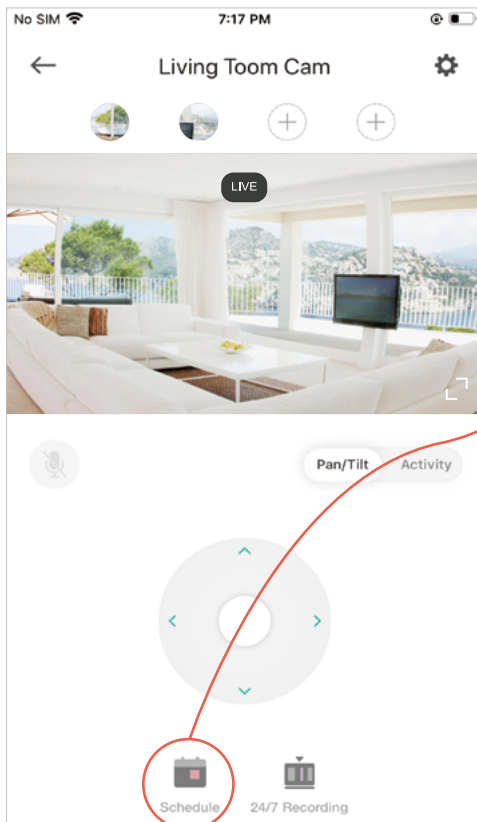 No SIM 7:17 PM
Living Toom Cam
LIVE
Pan/Tilt Activity
Schedule 24/7 Recording